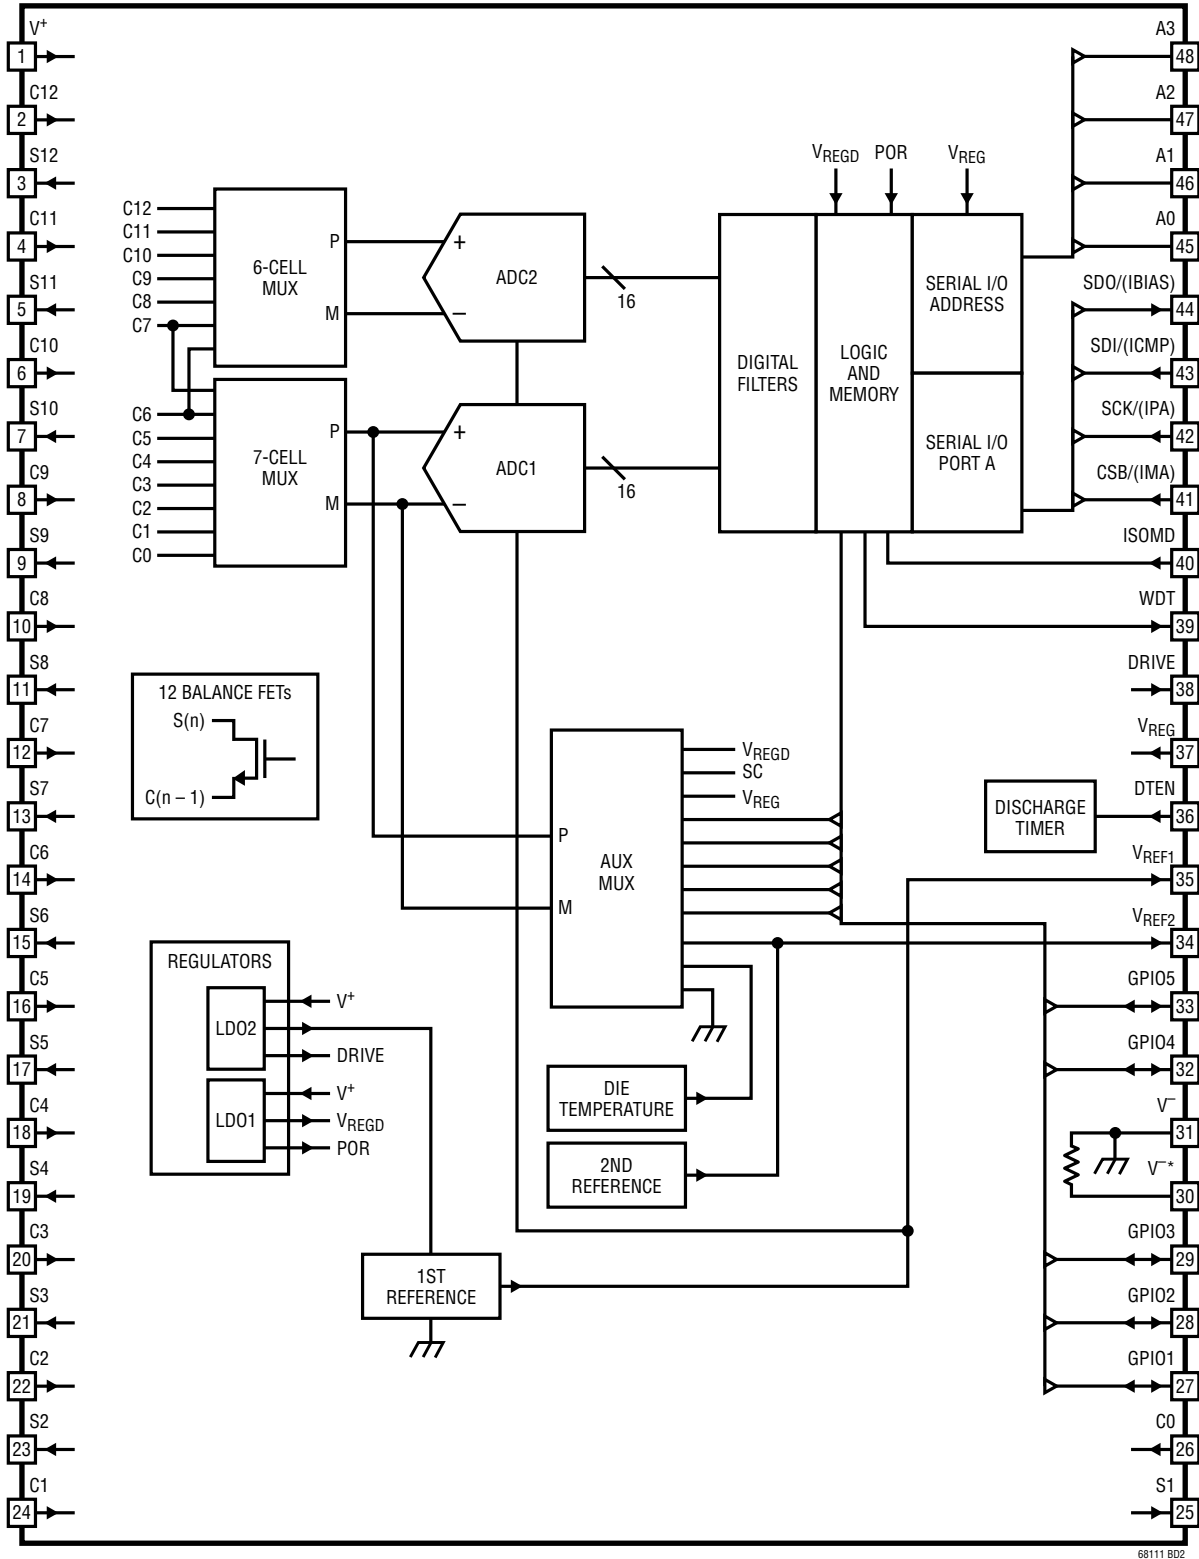 V+
1
C12
2
S12
3
C11
4
S11
5
C10
6
S10
7
C9
8
S9
9
C8
10
S8
11
C7
12
S7
13
C6
14
S6
15
C5
16
S5
17
C4
18
S4
19
C3
20
S3
21
C2
22
S2
23
C1
24
C12
C11
C10
C9
C8
C7
C6
C5
C4
C3
C2
C1
C0
6-CELL
MUX
P
M
7-CELL
MUX
P
M
+
ADC2
–
16
+
ADC1
–
16
VREGD
POR
VREG
DIGITAL
FILTERS
LOGIC
AND
MEMORY
SERIAL I/O
ADDRESS
SERIAL I/O
PORT A
12 BALANCE FETs
S(n)
C(n – 1)
P
AUX
MUX
M
VREGD
SC
VREG
DISCHARGE
TIMER
REGULATORS
LDO2
V+
DRIVE
LDO1
V+
VREGD
POR
DIE
TEMPERATURE
2ND
REFERENCE
1ST
REFERENCE
A3
48
A2
47
A1
46
A0
45
SDO/(IBIAS)
44
SDI/(ICMP)
43
SCK/(IPA)
42
CSB/(IMA)
41
ISOMD
40
WDT
39
DRIVE
38
VREG
37
DTEN
36
VREF1
35
VREF2
34
GPIO5
33
GPIO4
32
V–
31
V–*
30
GPIO3
29
GPIO2
28
GPIO1
27
C0
26
S1
25
68111 BD2